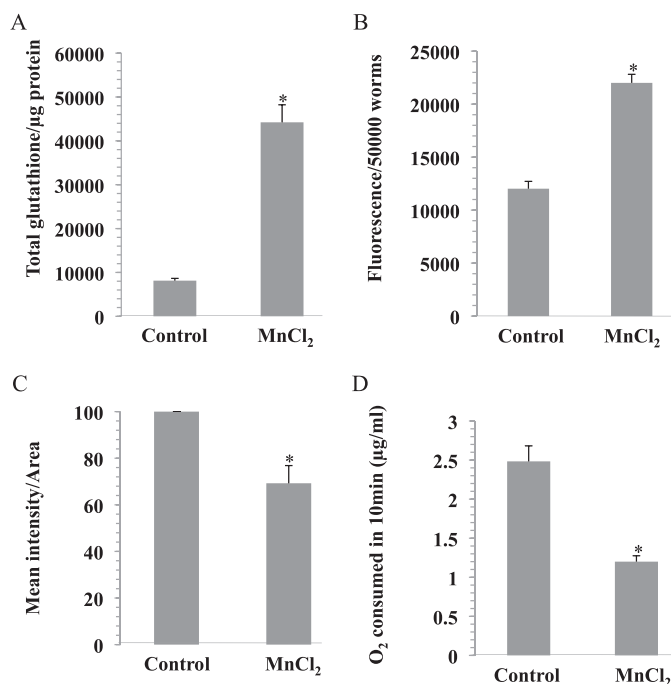 A
Total glutathione/µg protein
60000
50000
40000
30000
20000
10000
0
*
Control
MnCl₂
B
Fluorescence/50000 worms
25000
20000
15000
10000
5000
0
*
Control
MnCl₂
C
Mean intensity/Area
100
80
60
40
20
0
*
Control
MnCl₂
D
O₂ consumed in 10min (µg/ml)
3
2.5
2
1.5
1
0.5
0
*
Control
MnCl₂